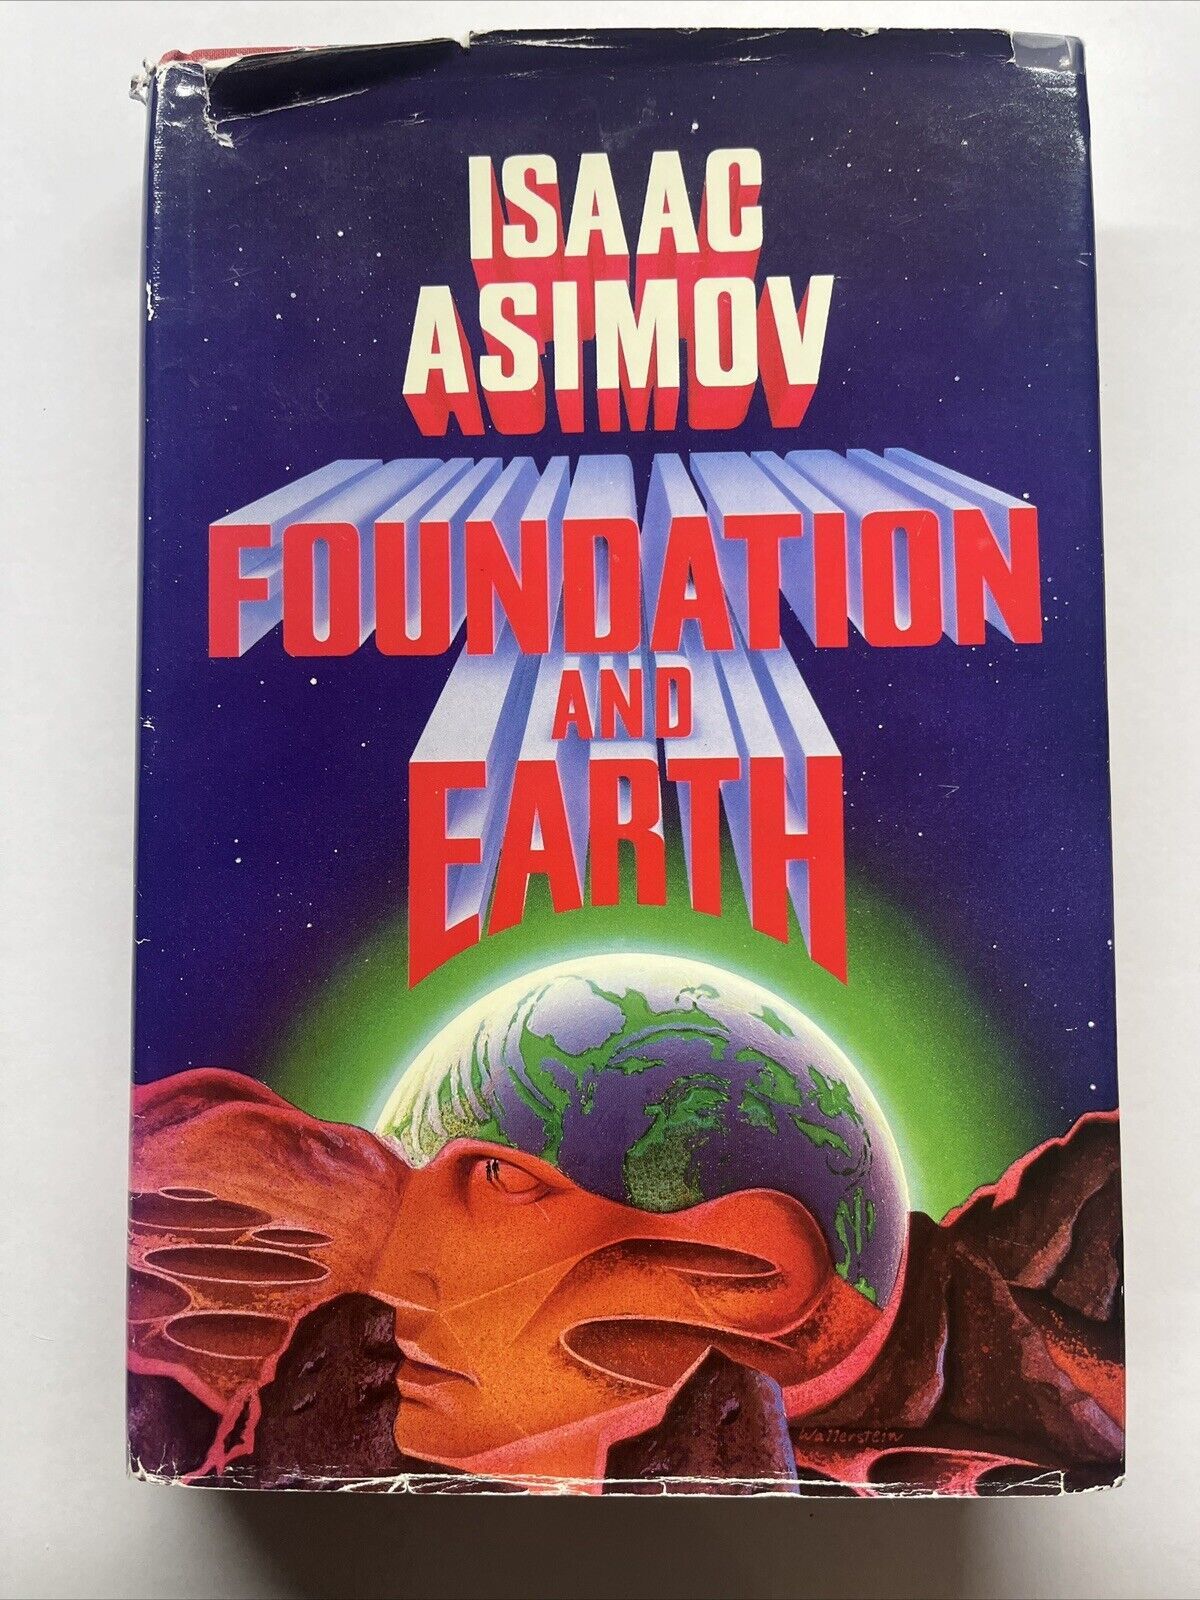 ISAAC
ASIMOV
FOUNDATION
AND
EARTH
Wallerstein